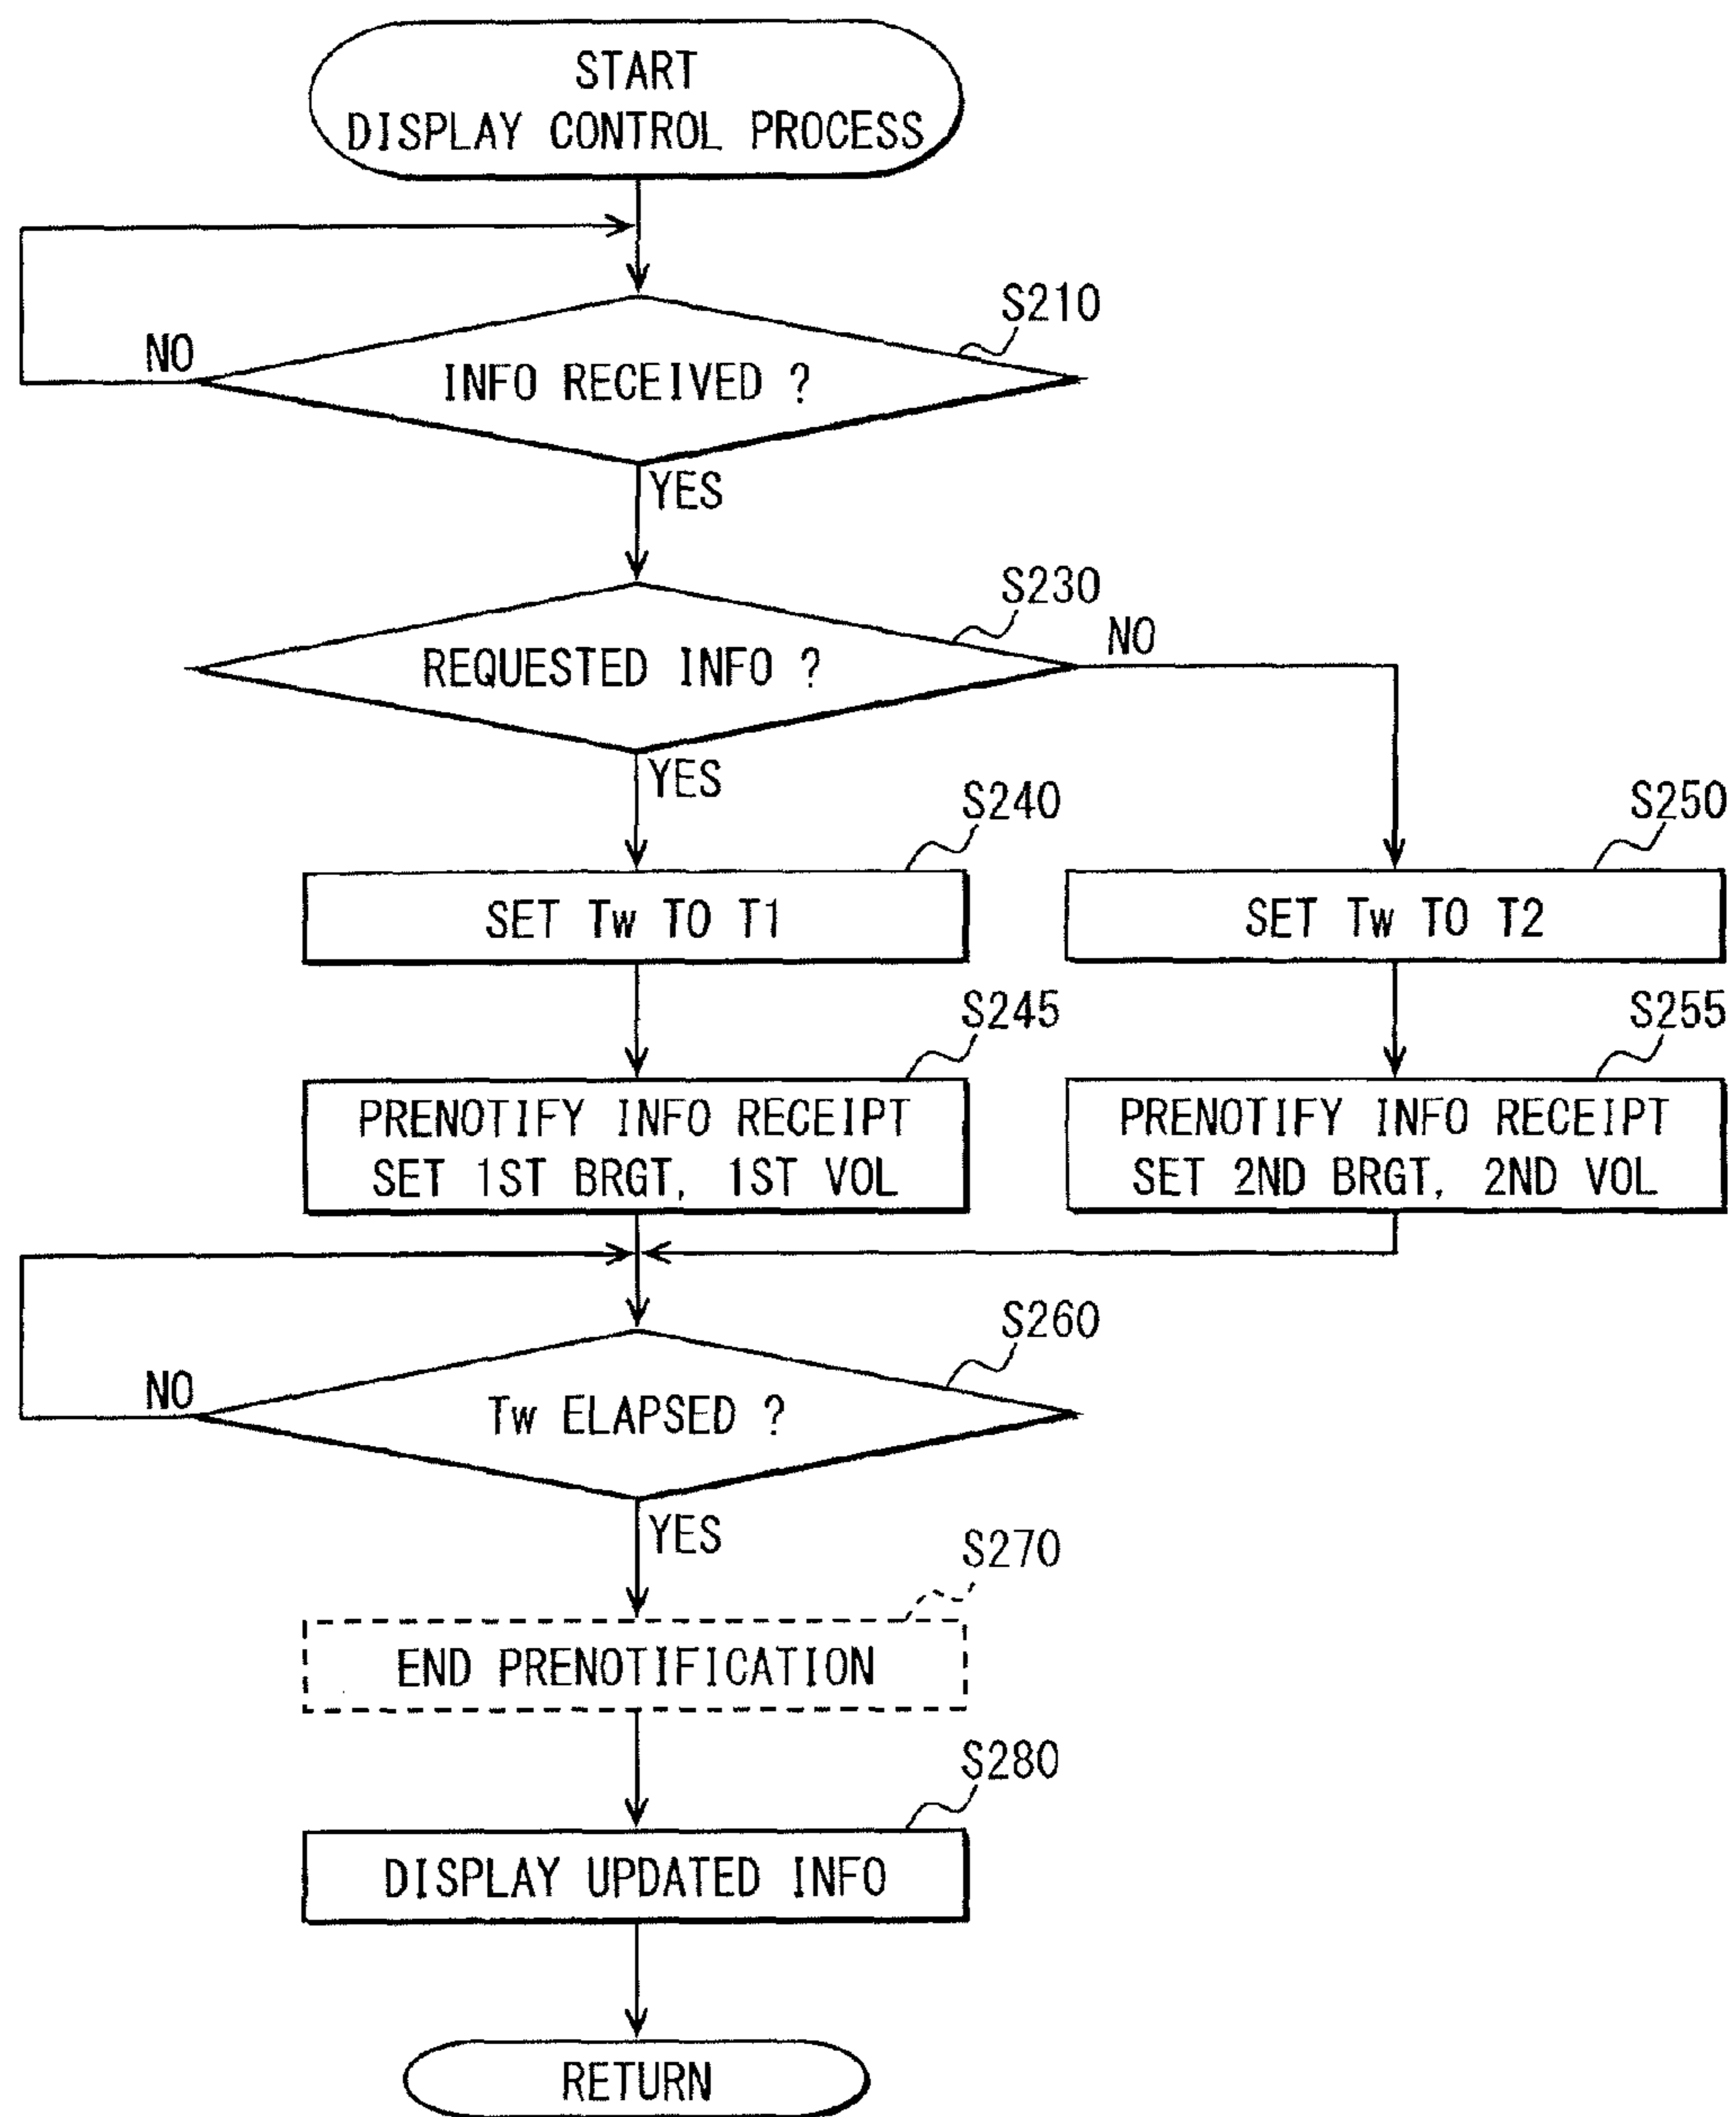 START
DISPLAY CONTROL PROCESS
S210
NO
INFO RECEIVED ?
YES
S230
NO
REQUESTED INFO ?
YES
S240
S250
SET Tw TO T1
SET Tw TO T2
S245
S255
PRENOTIFY INFO RECEIPT
SET 1ST BRGT, 1ST VOL
PRENOTIFY INFO RECEIPT
SET 2ND BRGT, 2ND VOL
S260
NO
Tw ELAPSED ?
YES
S270
END PRENOTIFICATION
S280
DISPLAY UPDATED INFO
RETURN